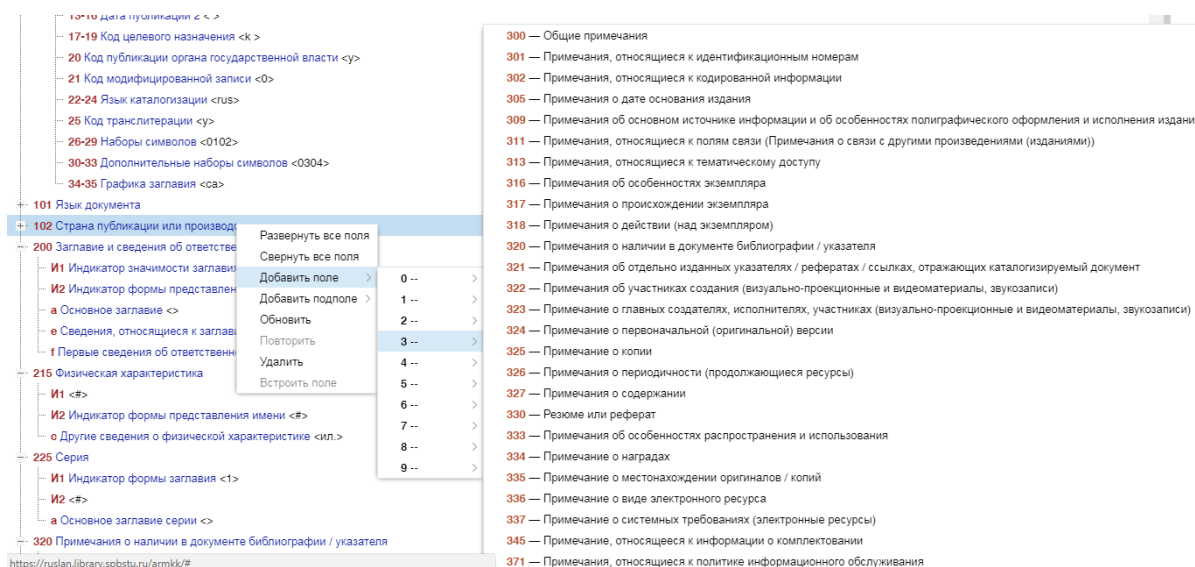 13-16 Дата публикации 2 < >
17-19 Код целевого назначения <k >
20 Код публикации органа государственной власти <y>
21 Код модифицированной записи <0>
22-24 Язык каталогизации <rus>
25 Код транслитерации <y>
26-29 Наборы символов <0102>
30-33 Дополнительные наборы символов <0304>
34-35 Графика заглавия <ca>
101 Язык документа
102 Страна публикации или производс
200 Заглавие и сведения об ответстве
И1 Индикатор значимости заглавия
И2 Индикатор формы представлен
a Основное заглавие <>
e Сведения, относящиеся к заглави
f Первые сведения об ответственн
215 Физическая характеристика
И1 <#>
И2 Индикатор формы представления имени <#>
c Другие сведения о физической характеристике <ил.>
225 Серия
И1 Индикатор формы заглавия <1>
И2 <#>
a Основное заглавие серии <>
320 Примечания о наличии в документе библиографии / указателя
https://ruslan.library.spbstu.ru/armkk/#
Развернуть все поля
Свернуть все поля
Добавить поле
Добавить подполе
Обновить
Повторить
Удалить
Встроить поле
0 --
1 --
2 --
3 --
4 --
5 --
6 --
7 --
8 --
9 --
300 — Общие примечания
301 — Примечания, относящиеся к идентификационным номерам
302 — Примечания, относящиеся к кодированной информации
305 — Примечания о дате основания издания
309 — Примечания об основном источнике информации и об особенностях полиграфического оформления и исполнения издани
311 — Примечания, относящиеся к полям связи (Примечания о связи с другими произведениями (изданиями))
313 — Примечания, относящиеся к тематическому доступу
316 — Примечания об особенностях экземпляра
317 — Примечания о происхождении экземпляра
318 — Примечания о действии (над экземпляром)
320 — Примечания о наличии в документе библиографии / указателя
321 — Примечания об отдельно изданных указателях / рефератах / ссылках, отражающих каталогизируемый документ
322 — Примечания об участниках создания (визуально-проекционные и видеоматериалы, звукозаписи)
323 — Примечание о главных создателях, исполнителях, участниках (визуально-проекционные и видеоматериалы, звукозаписи)
324 — Примечание о первоначальной (оригинальной) версии
325 — Примечание о копии
326 — Примечания о периодичности (продолжающиеся ресурсы)
327 — Примечания о содержании
330 — Резюме или реферат
333 — Примечания об особенностях распространения и использования
334 — Примечание о наградах
335 — Примечание о местонахождении оригиналов / копий
336 — Примечание о виде электронного ресурса
337 — Примечание о системных требованиях (электронные ресурсы)
345 — Примечание, относящееся к информации о комплектовании
371 — Примечания, относящиеся к политике информационного обслуживания